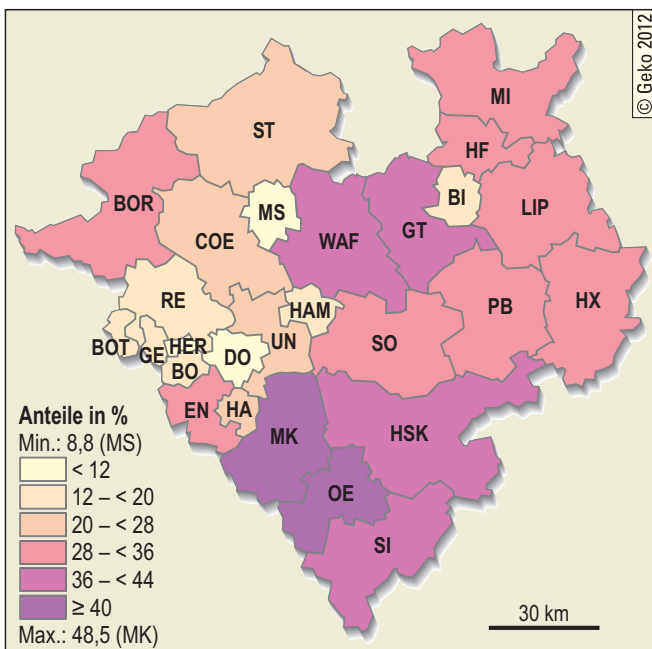 © Geko 2012
MI
ST
HF
BI
BOR
MS
LIP
WAF
GT
COE
RE
HAM
PB
HX
BOT
GE
HER
DO
UN
SO
BO
EN
HA
MK
HSK
OE
SI
Anteile in %
Min.: 8,8 (MS)
< 12
12 – < 20
20 – < 28
28 – < 36
36 – < 44
≥ 40
Max.: 48,5 (MK)
30 km